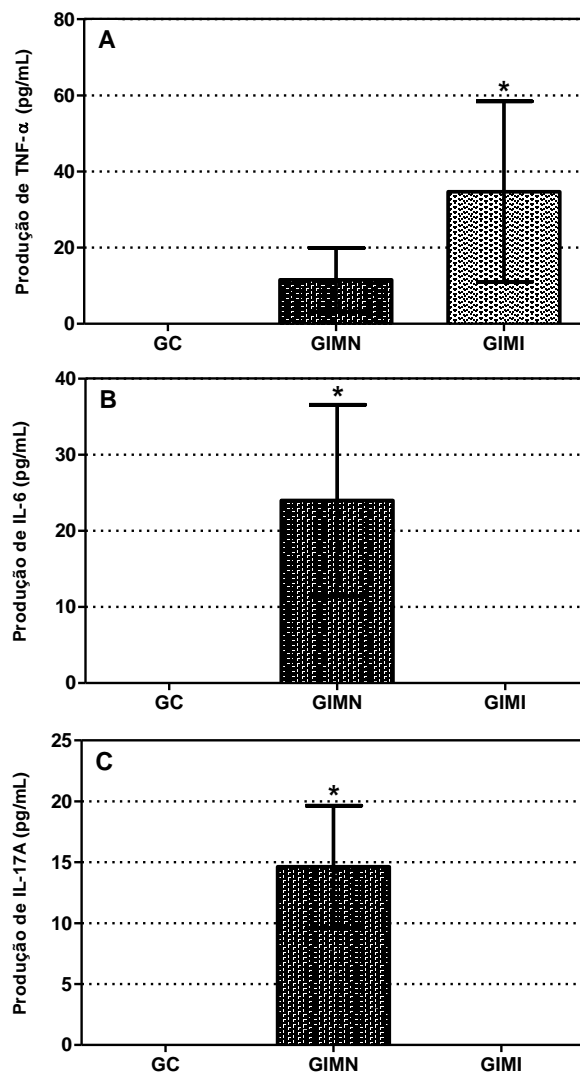 A
Produção de TNF-α (pg/mL)
80
60
40
20
0
*
GC GIMN GIMI
B
Produção de IL-6 (pg/mL)
40
30
20
10
0
*
GC GIMN GIMI
C
Produção de IL-17A (pg/mL)
25
20
15
10
5
0
*
GC GIMN GIMI